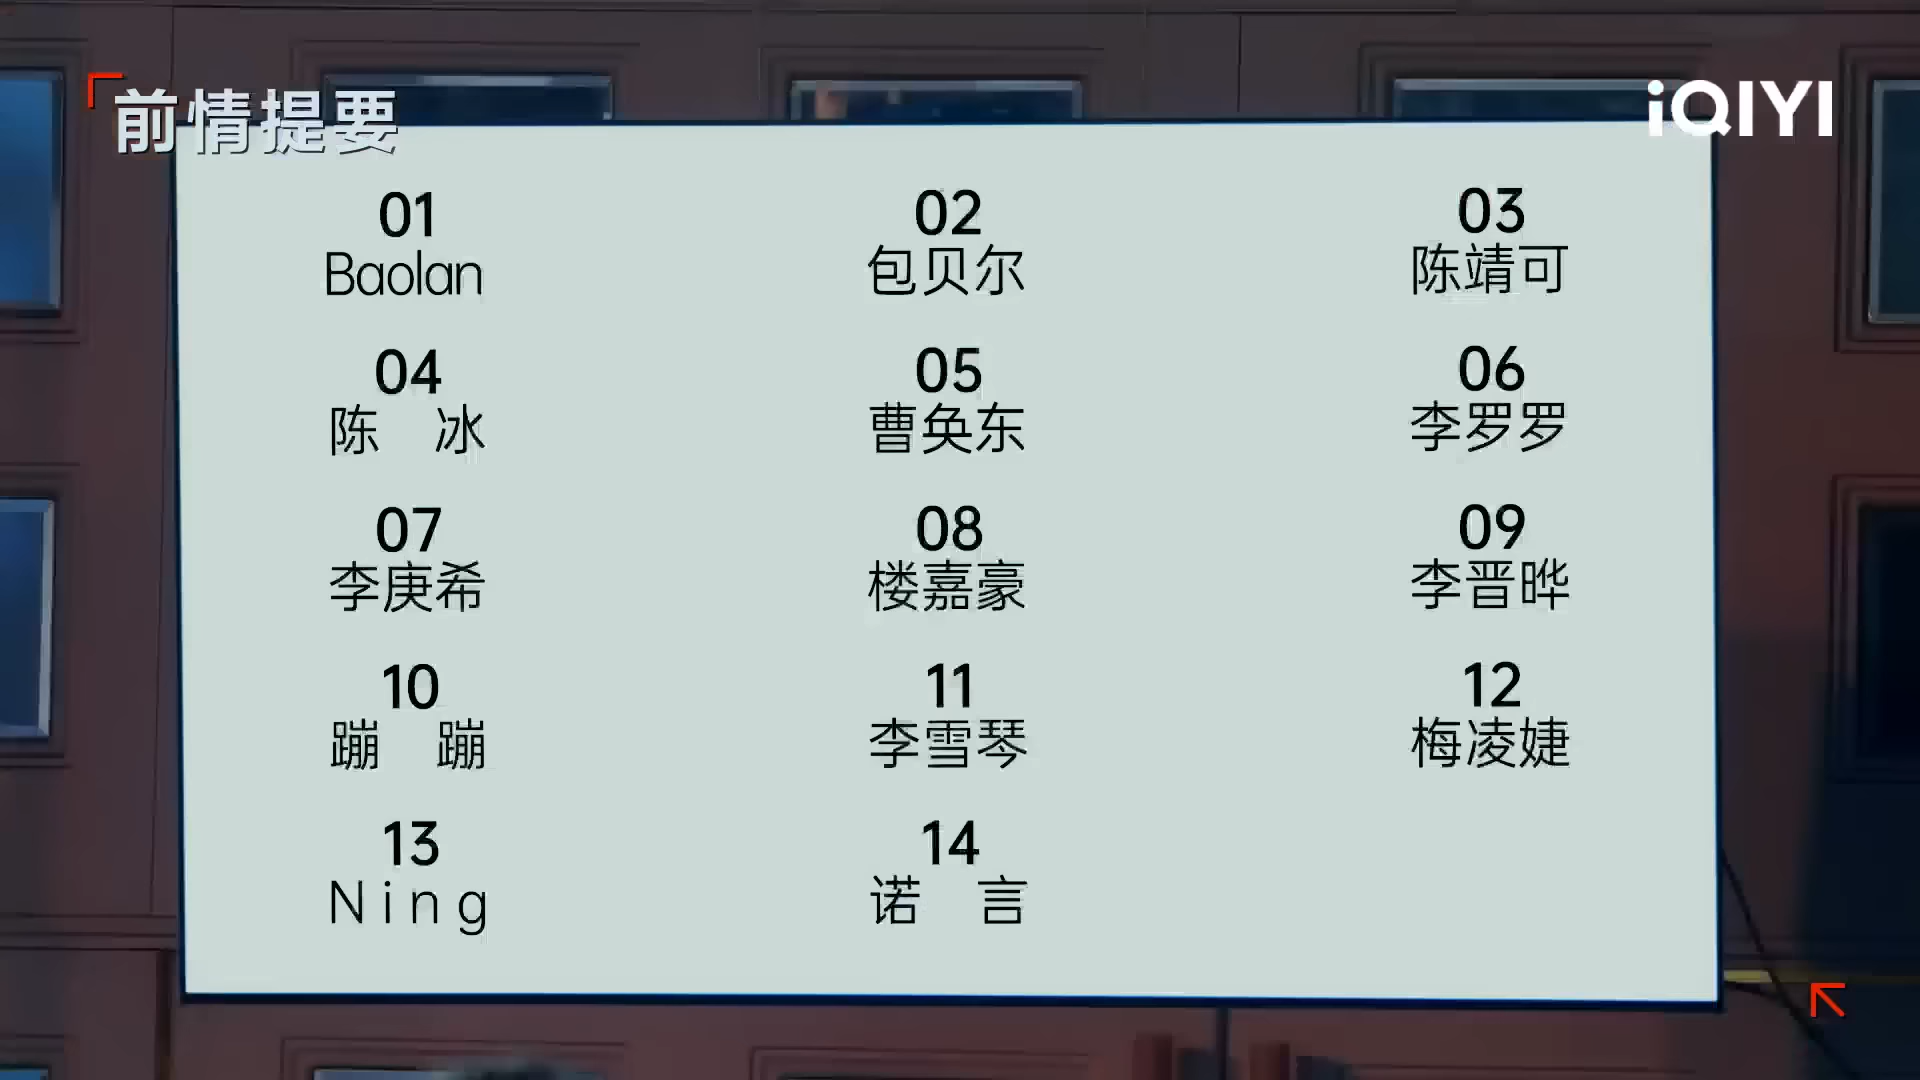 前情提要
iQIYI
01 02 03
Baolan 包贝尔 陈靖可
04 05 06
陈 冰 曹奂东 李罗罗
07 08 09
李庚希 楼嘉豪 李晋晔
10 11 12
蹦 蹦 李雪琴 梅凌婕
13 14
Ning 诺 言